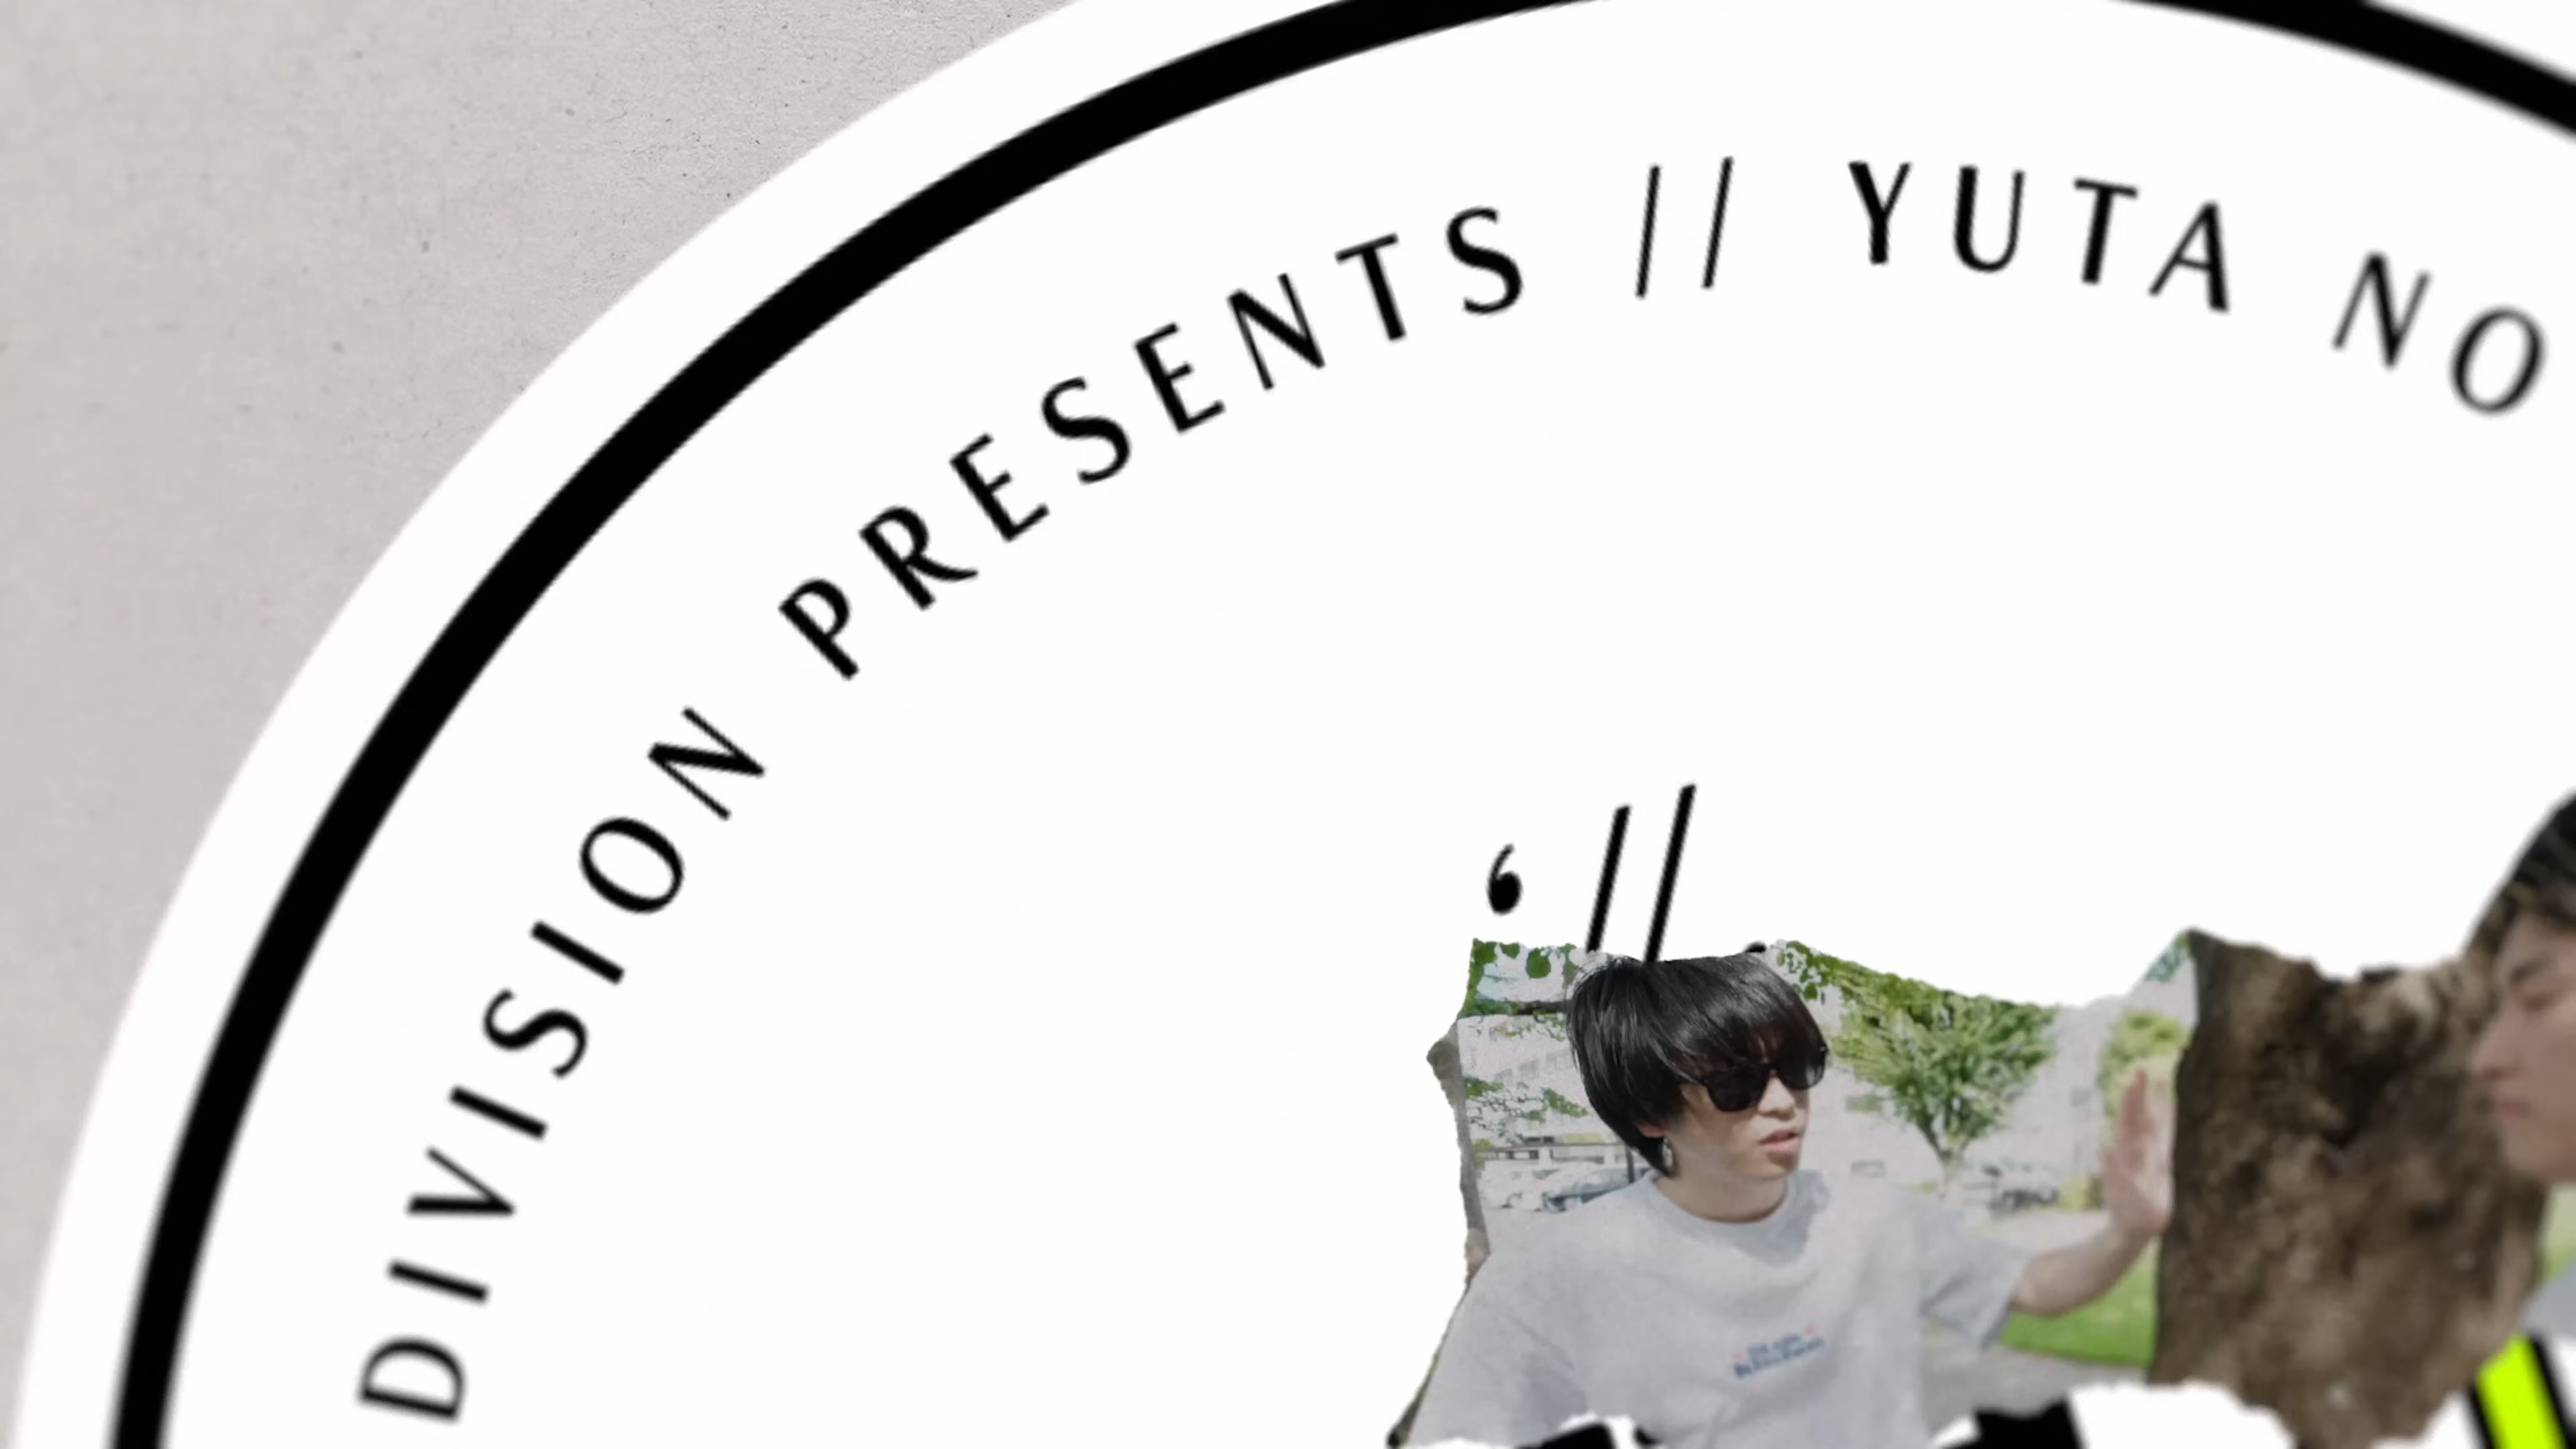 DIVISION PRESENTS // YUTA NO
‘ //